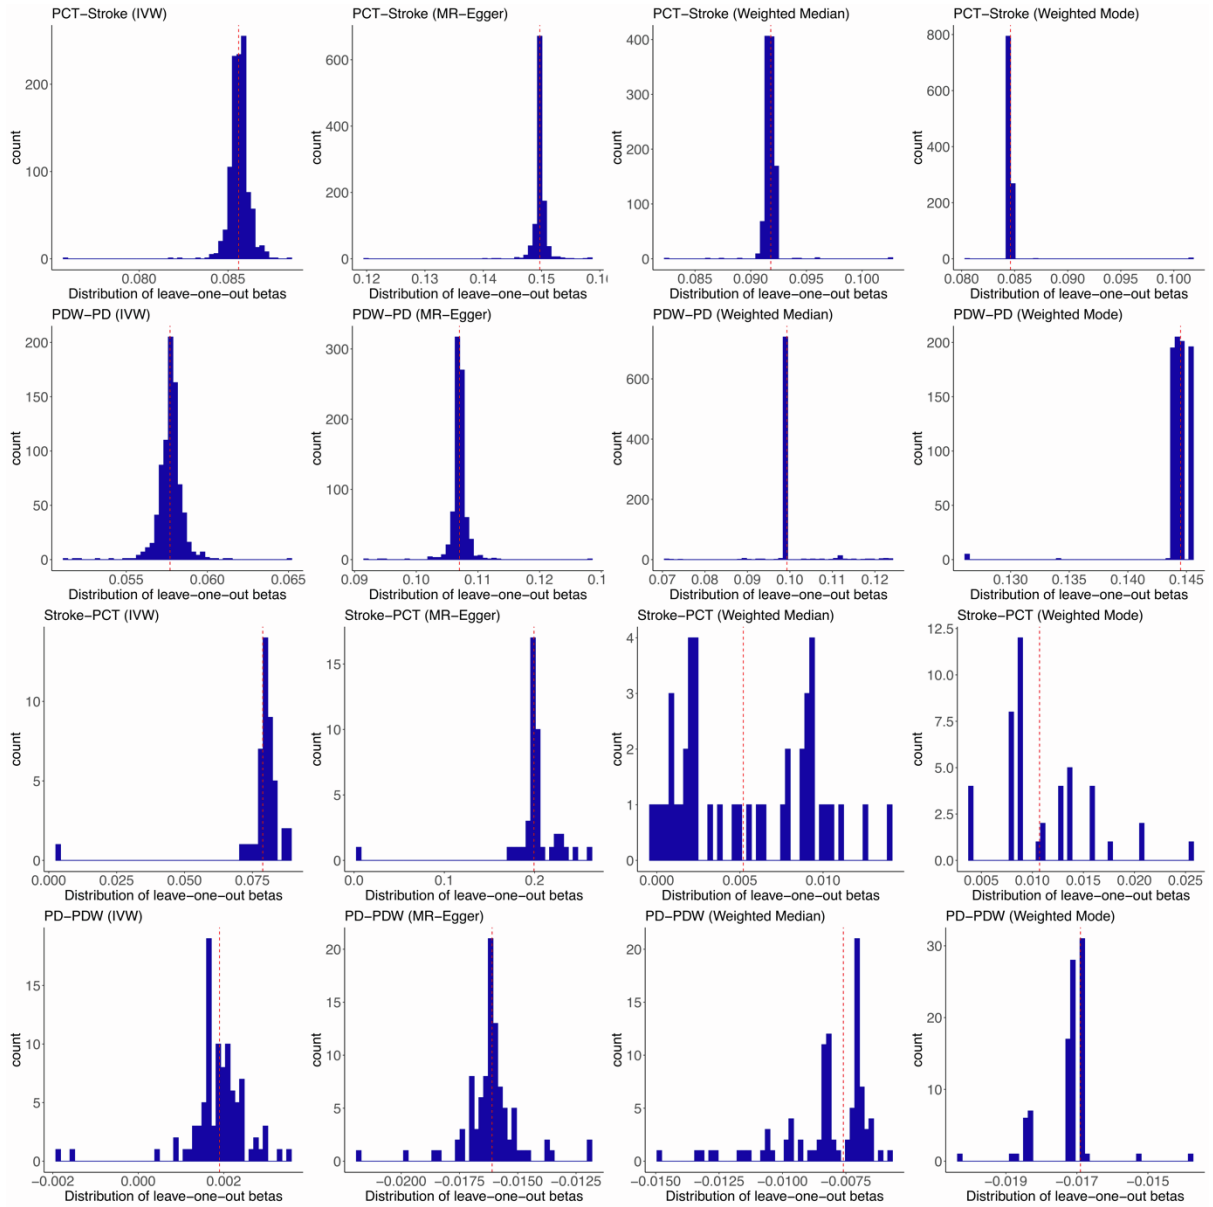 PCT−Stroke (IVW)
PCT−Stroke (MR−Egger)
PCT−Stroke (Weighted Median)
PCT−Stroke (Weighted Mode)
count
200
100
0
0.080 0.085
Distribution of leave−one−out betas
count
600
400
200
0
0.12 0.13 0.14 0.15
Distribution of leave−one−out betas
count
400
300
200
100
0
0.085 0.090 0.095 0.100
Distribution of leave−one−out betas
count
800
600
400
200
0
0.080 0.085 0.090 0.095 0.100
Distribution of leave−one−out betas
PDW−PD (IVW)
PDW−PD (MR−Egger)
PDW−PD (Weighted Median)
PDW−PD (Weighted Mode)
count
200
150
100
50
0
0.055 0.060 0.065
Distribution of leave−one−out betas
count
300
200
100
0
0.09 0.10 0.11 0.12
Distribution of leave−one−out betas
count
600
400
200
0
0.07 0.08 0.09 0.10 0.11 0.12
Distribution of leave−one−out betas
count
200
150
100
50
0
0.130 0.135 0.140 0.145
Distribution of leave−one−out betas
Stroke−PCT (IVW)
Stroke−PCT (MR−Egger)
Stroke−PCT (Weighted Median)
Stroke−PCT (Weighted Mode)
count
10
5
0
0.000 0.025 0.050 0.075
Distribution of leave−one−out betas
count
15
10
5
0
0.0 0.1 0.2
Distribution of leave−one−out betas
count
4
3
2
1
0
0.000 0.005 0.010
Distribution of leave−one−out betas
count
12.5
10.0
7.5
5.0
2.5
0.0
0.005 0.010 0.015 0.020 0.025
Distribution of leave−one−out betas
PD−PDW (IVW)
PD−PDW (MR−Egger)
PD−PDW (Weighted Median)
PD−PDW (Weighted Mode)
count
15
10
5
0
−0.002 0.000 0.002
Distribution of leave−one−out betas
count
20
15
10
5
0
−0.0200 −0.0175 −0.0150 −0.0125
Distribution of leave−one−out betas
count
20
15
10
5
0
−0.0150 −0.0125 −0.0100 −0.0075
Distribution of leave−one−out betas
count
30
20
10
0
−0.019 −0.017 −0.015
Distribution of leave−one−out betas